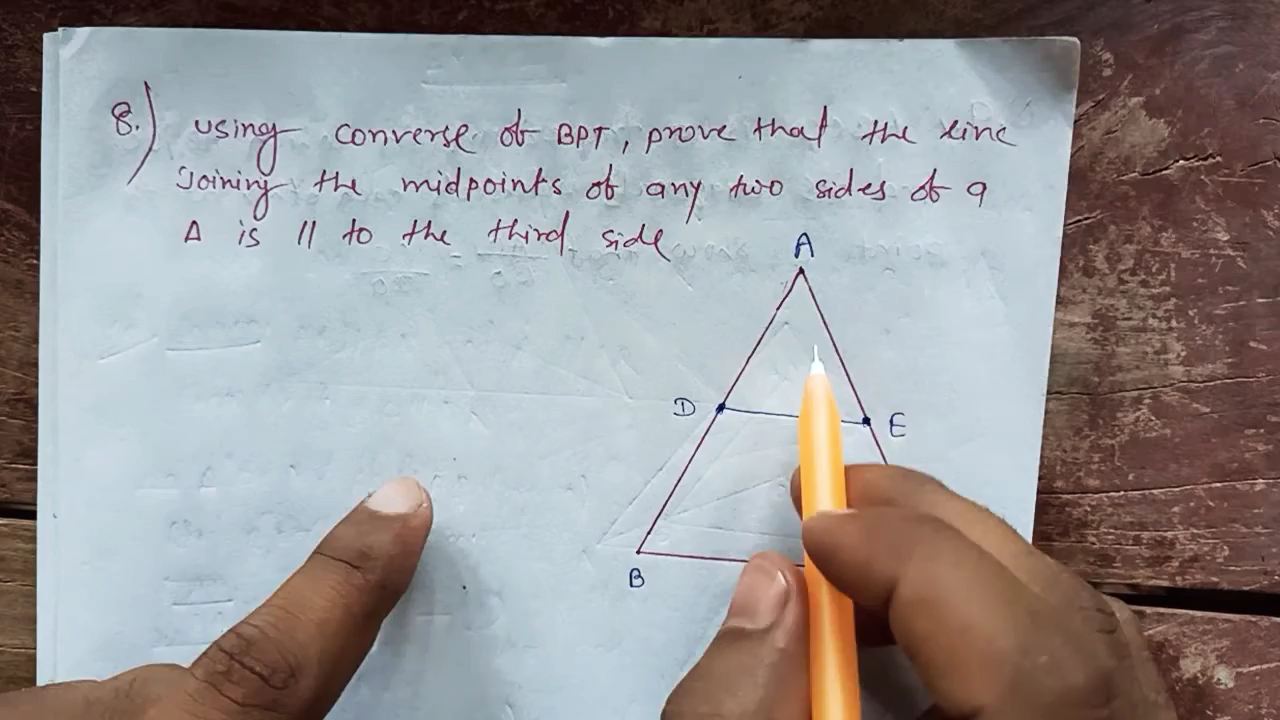 8.) using converse of BPT, prove that the line
Joining the midpoints of any two sides of a
Δ is || to the third side
A
D
E
B